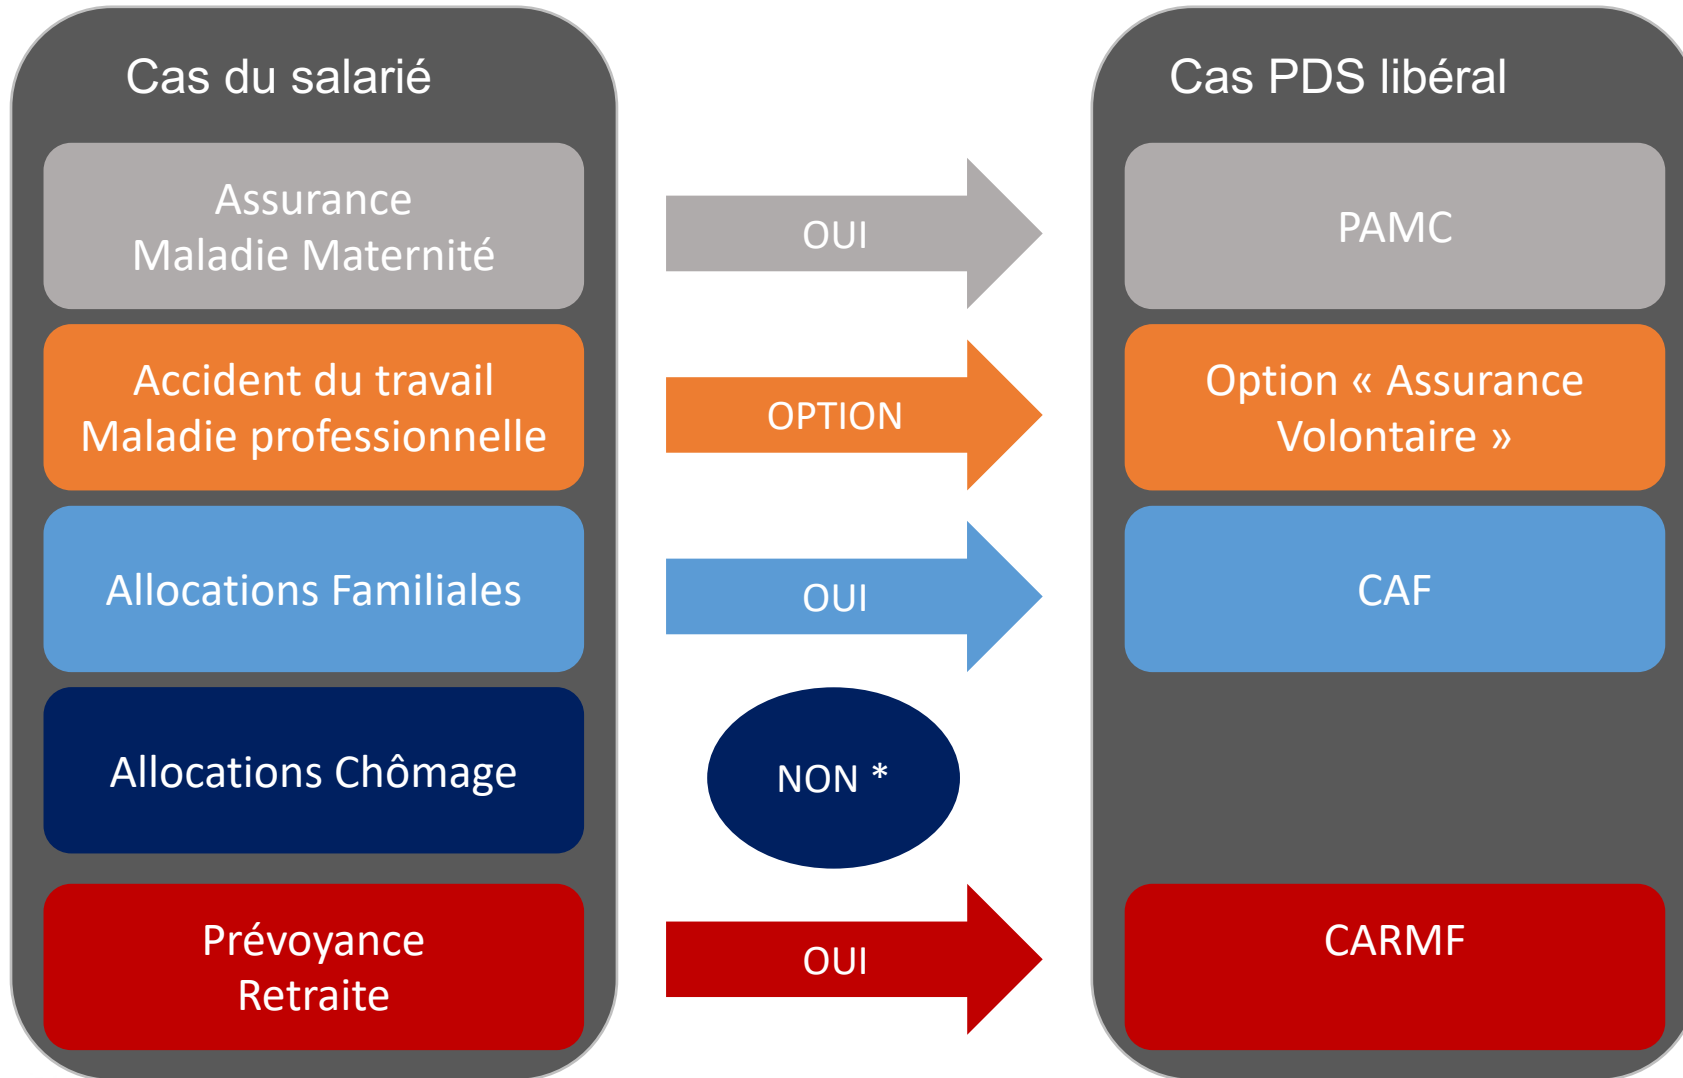 Cas du salarié
Cas PDS libéral
Assurance
Maladie Maternité
OUI
PAMC
Accident du travail
Maladie professionnelle
OPTION
Option « Assurance
Volontaire »
Allocations Familiales
OUI
CAF
Allocations Chômage
NON *
Prévoyance
Retraite
OUI
CARMF